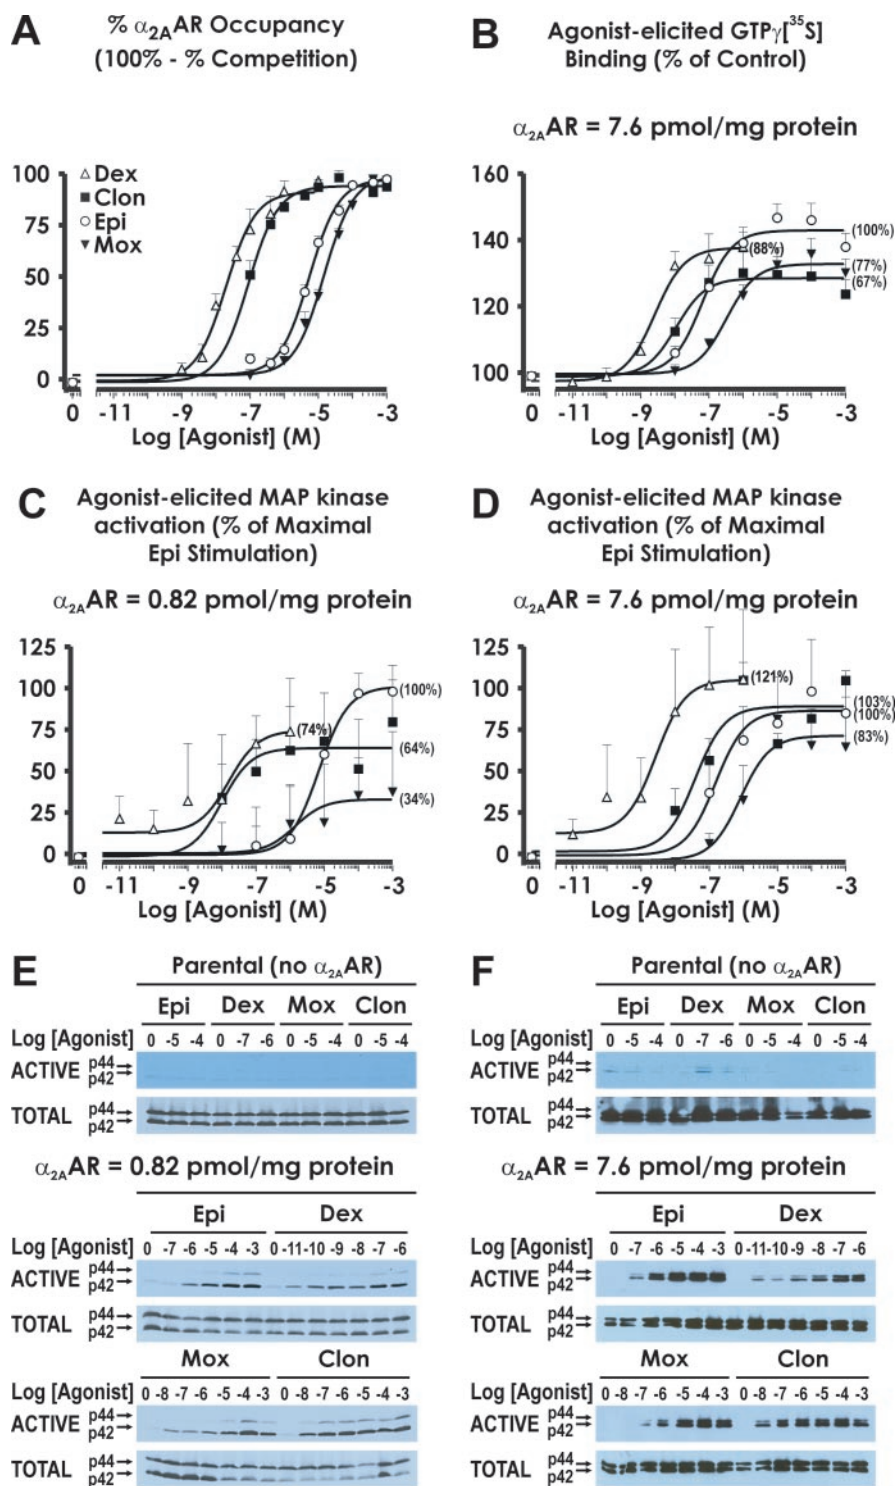 A
% α2AAR Occupancy
(100% - % Competition)
100
75
50
25
0
Dex
Clon
Epi
Mox
0
-11
-9
-7
-5
-3
Log [Agonist] (M)
B
Agonist-elicited GTPγ[35S]
Binding (% of Control)
α2AAR = 7.6 pmol/mg protein
160
140
120
100
(100%)
(88%)
(77%)
(67%)
0
-11
-9
-7
-5
-3
Log [Agonist] (M)
C
Agonist-elicited MAP kinase
activation (% of Maximal
Epi Stimulation)
α2AAR = 0.82 pmol/mg protein
125
100
75
50
25
0
(100%)
(74%)
(64%)
(34%)
0
-11
-9
-7
-5
-3
Log [Agonist] (M)
D
Agonist-elicited MAP kinase
activation (% of Maximal
Epi Stimulation)
α2AAR = 7.6 pmol/mg protein
125
100
75
50
25
0
(121%)
(103%)
(100%)
(83%)
0
-11
-9
-7
-5
-3
Log [Agonist] (M)
E
Parental (no α2AAR)
Epi Dex Mox Clon
Log [Agonist] 0 -5 -4 0 -7 -6 0 -5 -4 0 -5 -4
ACTIVE p44
p42
TOTAL p44
p42
α2AAR = 0.82 pmol/mg protein
Epi Dex
Log [Agonist] 0 -7 -6 -5 -4 -3 0 -11 -10 -9 -8 -7 -6
ACTIVE p44
p42
TOTAL p44
p42
Mox Clon
Log [Agonist] 0 -8 -7 -6 -5 -4 -3 0 -8 -7 -6 -5 -4 -3
ACTIVE p44
p42
TOTAL p44
p42
F
Parental (no α2AAR)
Epi Dex Mox Clon
Log [Agonist] 0 -5 -4 0 -7 -6 0 -5 -4 0 -5 -4
ACTIVE p44
p42
TOTAL p44
p42
α2AAR = 7.6 pmol/mg protein
Epi Dex
Log [Agonist] 0 -7 -6 -5 -4 -3 0 -11 -10 -9 -8 -7 -6
ACTIVE p44
p42
TOTAL p44
p42
Mox Clon
Log [Agonist] 0 -8 -7 -6 -5 -4 -3 0 -8 -7 -6 -5 -4 -3
ACTIVE p44
p42
TOTAL p44
p42